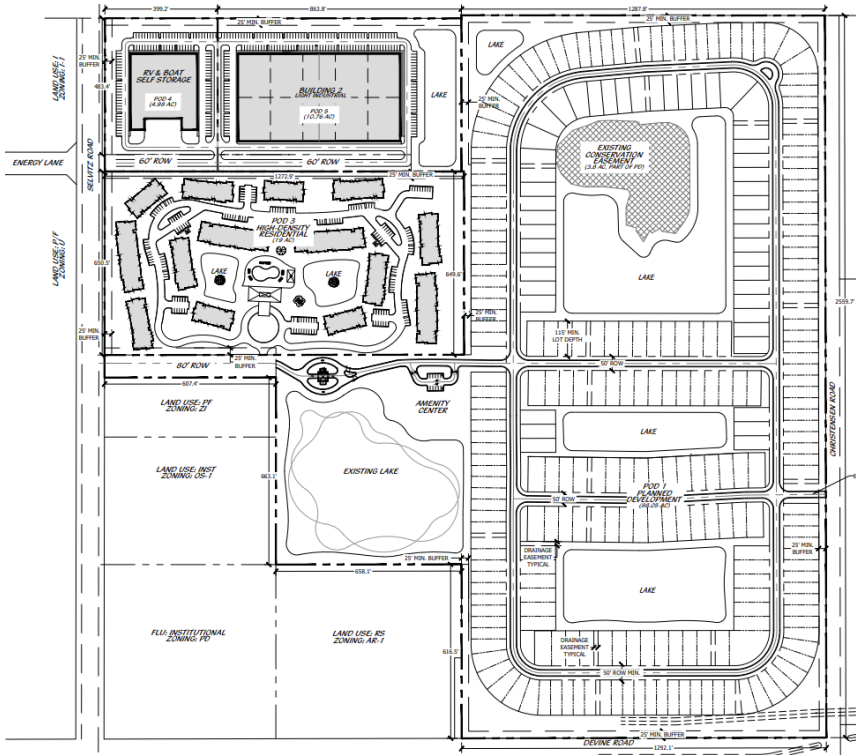 399.2'
863.8'
1287.8'
25' MIN. BUFFER
25' MIN. BUFFER
LAKE
LAND USE: I
ZONING: I-1
25' MIN.
BUFFER
483.4'
RV & BOAT
SELF STORAGE
POD 4
(4.98 AC)
BUILDING 2
LIGHT INDUSTRIAL
POD 5
(10.76 AC)
LAKE
25' MIN.
BUFFER
ENERGY LANE
SELVITZ ROAD
60' ROW
60' ROW
25' MIN. BUFFER
1272.9'
EXISTING
CONSERVATION
EASEMENT
(3.8 AC, PART OF PD)
POD 3
HIGH-DENSITY
RESIDENTIAL
(19 AC)
LAND USE: P/F
ZONING: U
650.5'
LAKE
LAKE
649.6'
LAKE
2559.7'
25' MIN.
BUFFER
25' MIN.
BUFFER
115' MIN.
LOT DEPTH
25' MIN.
BUFFER
80' ROW
50' ROW
607.4'
AMENITY
CENTER
CHRISTENSEN ROAD
LAND USE: PF
ZONING: ZI
LAKE
LAND USE: INST
ZONING: OS-1
663.1'
EXISTING LAKE
POD 1
PLANNED
DEVELOPMENT
(88.05 AC)
50' ROW
25' MIN.
BUFFER
25' MIN. BUFFER
DRAINAGE
EASEMENT
TYPICAL
658.1'
LAKE
FLU: INSTITUTIONAL
ZONING: PD
LAND USE: RS
ZONING: AR-1
616.5'
DRAINAGE
EASEMENT
TYPICAL
50' ROW MIN.
25' MIN. BUFFER
DEVINE ROAD
1292.1'